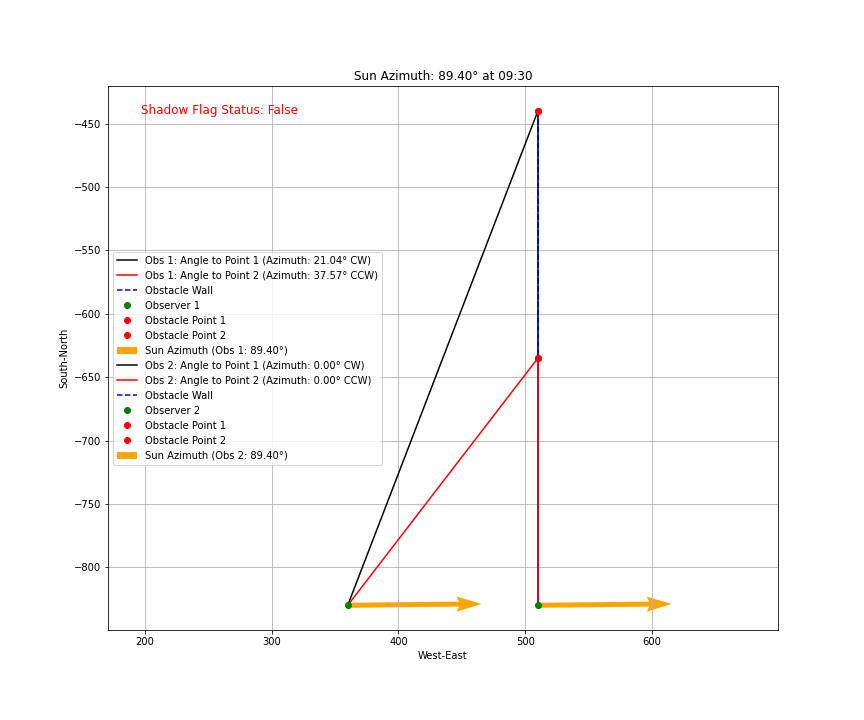 Sun Azimuth: 89.40° at 09:30
Shadow Flag Status: False
−450
−500
−550
−600
−650
−700
−750
−800
South-North
Obs 1: Angle to Point 1 (Azimuth: 21.04° CW)
Obs 1: Angle to Point 2 (Azimuth: 37.57° CCW)
Obstacle Wall
Observer 1
Obstacle Point 1
Obstacle Point 2
Sun Azimuth (Obs 1: 89.40°)
Obs 2: Angle to Point 1 (Azimuth: 0.00° CW)
Obs 2: Angle to Point 2 (Azimuth: 0.00° CCW)
Obstacle Wall
Observer 2
Obstacle Point 1
Obstacle Point 2
Sun Azimuth (Obs 2: 89.40°)
200 300 400 500 600
West-East